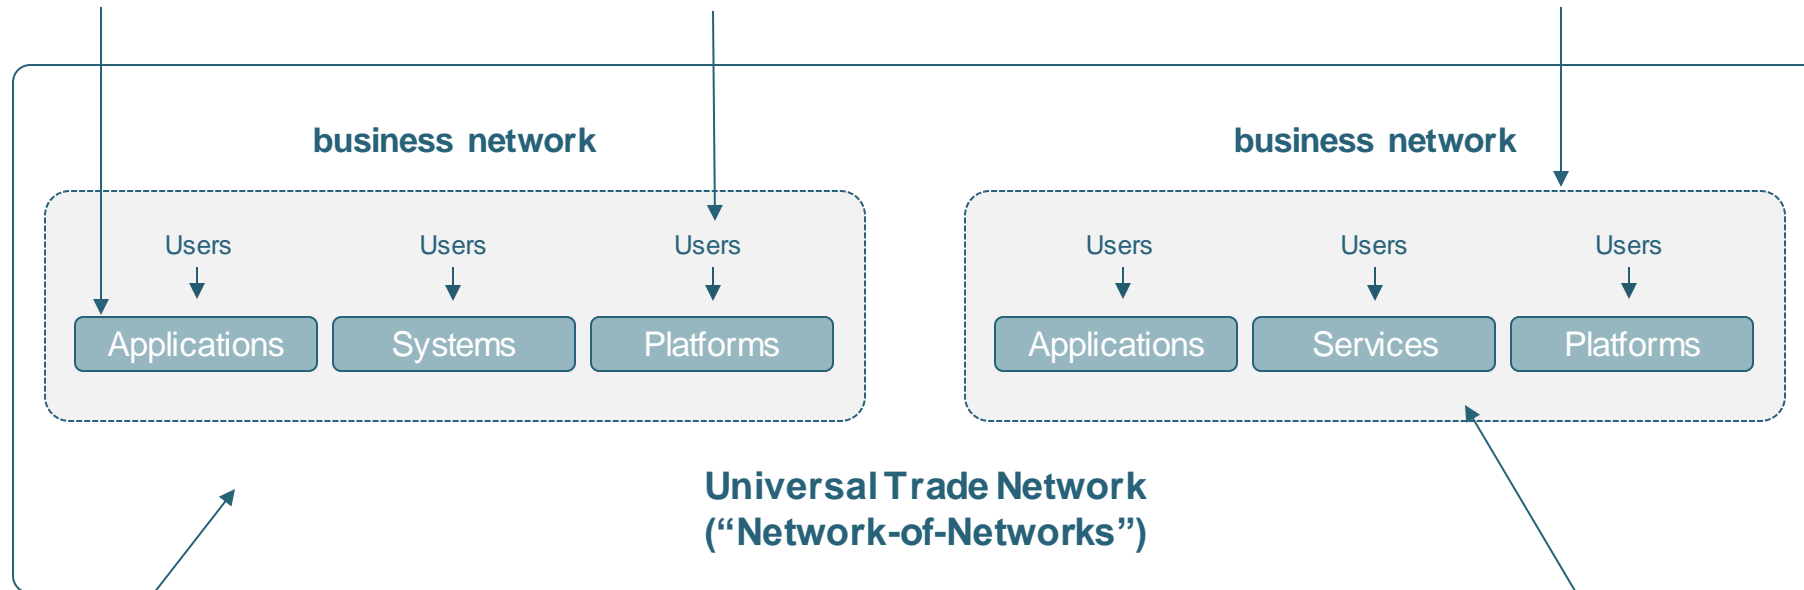 business network
business network
Users
Users
Users
Users
Users
Users
Applications
Systems
Platforms
Applications
Services
Platforms
Universal Trade Network
(“Network-of-Networks”)